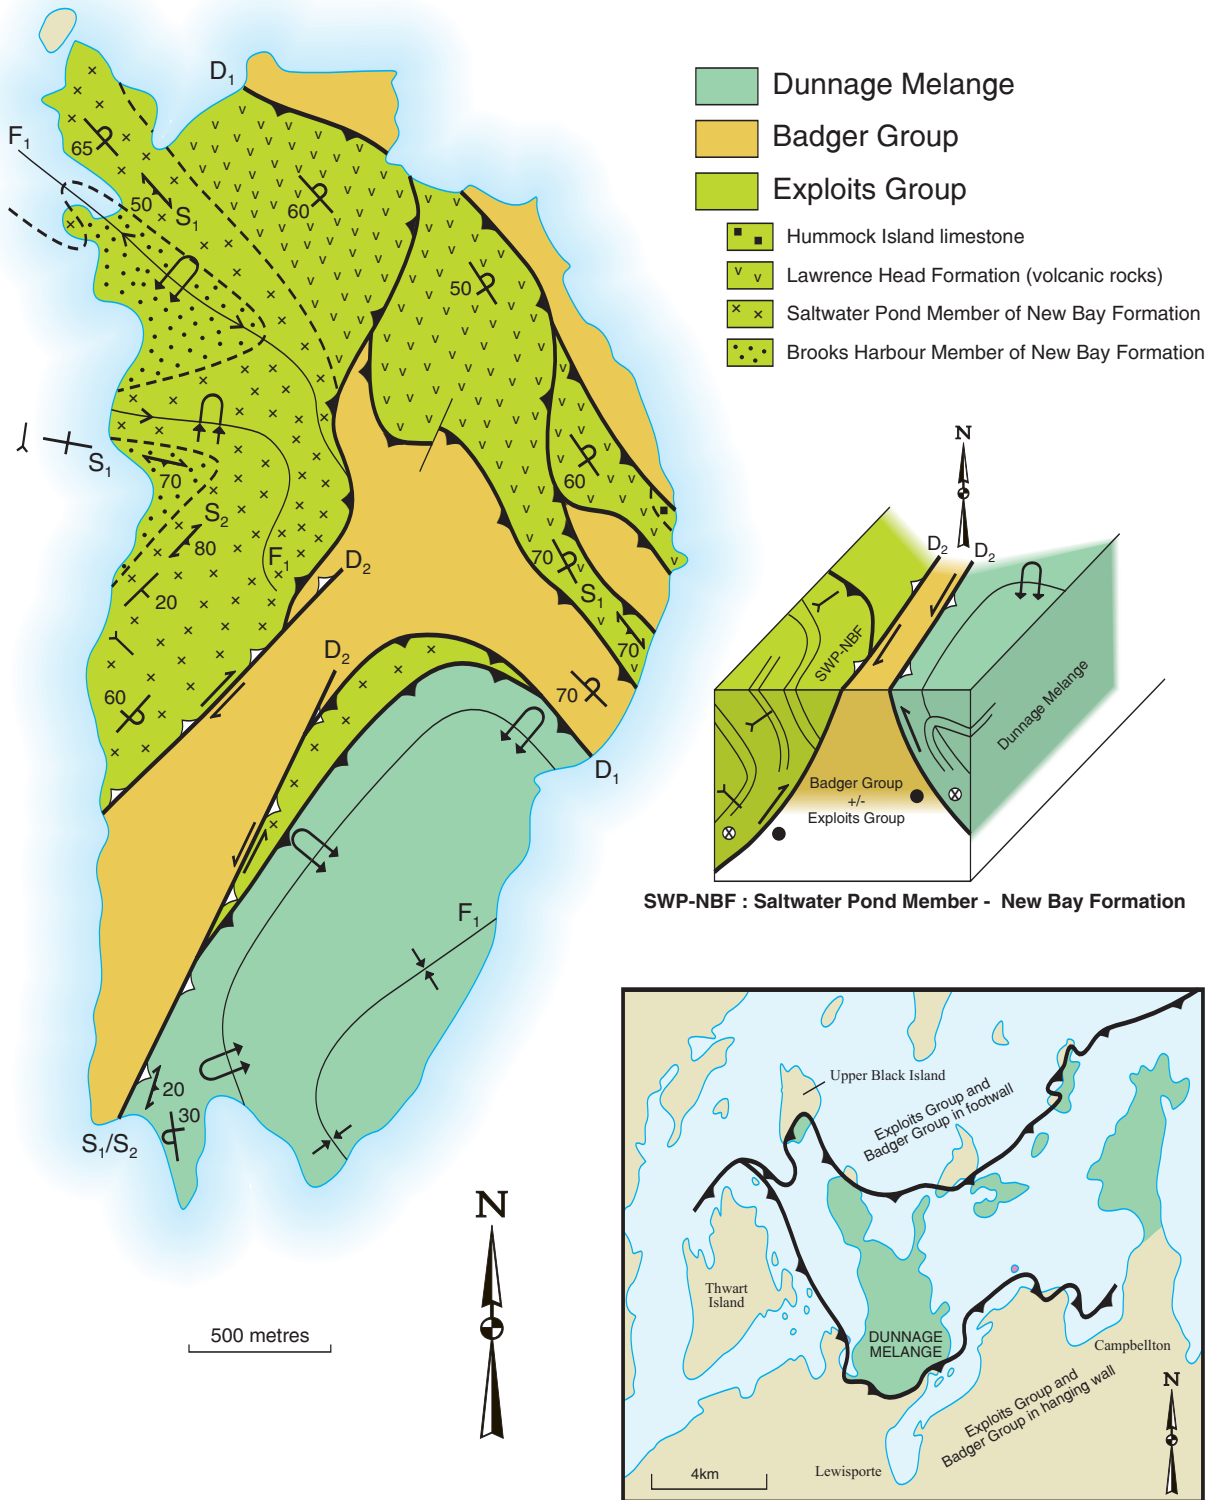 D1
F1
65
50
S1
60
50
S1
70
S2
80
F1
20
60
D2
D2
60
70
S1
70
70
D1
F1
20
30
S1/S2
500 metres
N
Dunnage Melange
Badger Group
Exploits Group
Hummock Island limestone
Lawrence Head Formation (volcanic rocks)
Saltwater Pond Member of New Bay Formation
Brooks Harbour Member of New Bay Formation
N
D2
D2
SWP-NBF
Dunnage Melange
Badger Group
+/-
Exploits Group
SWP-NBF : Saltwater Pond Member - New Bay Formation
Upper Black Island
Exploits Group and
Badger Group in footwall
Thwart
Island
DUNNAGE
MELANGE
Campbellton
Exploits Group and
Badger Group in hanging wall
N
Lewisporte
4km